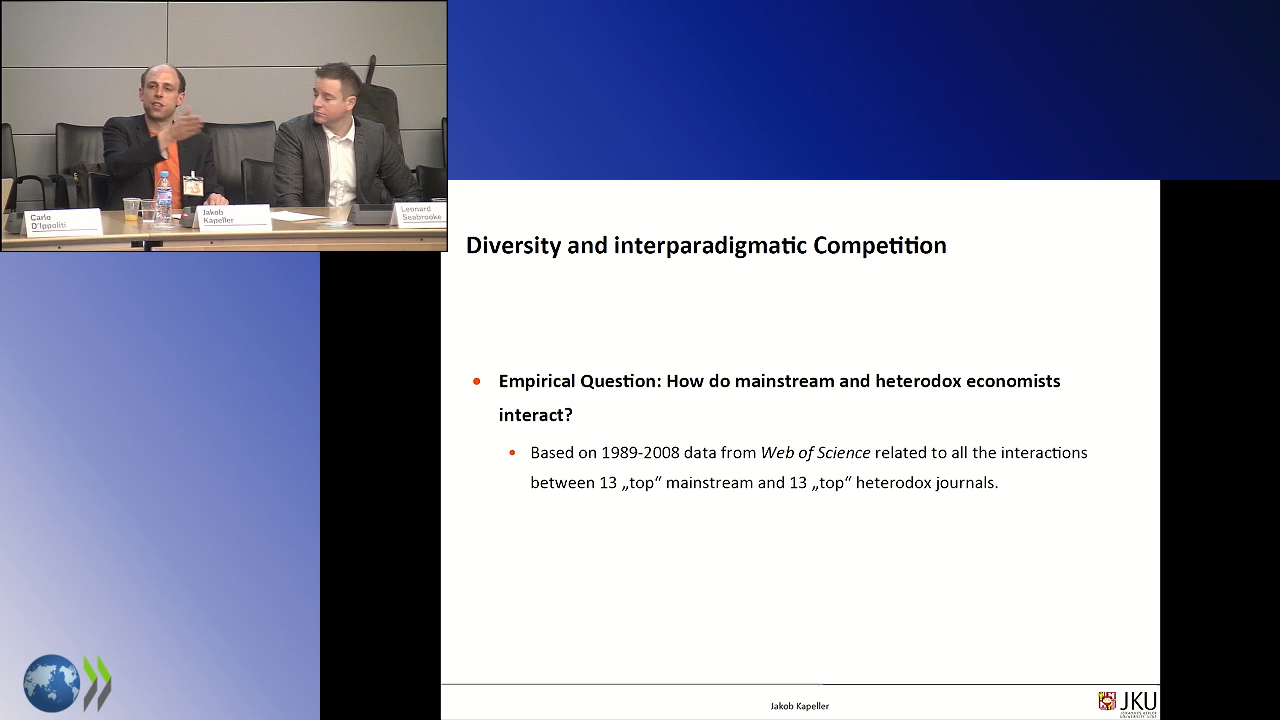 Carlo
D'Ippoliti
Jakob
Kapeller
Leonard
Seabrooke
Diversity and interparadigmatic Competition
Empirical Question: How do mainstream and heterodox economists
interact?
Based on 1989-2008 data from Web of Science related to all the interactions
between 13 „top“ mainstream and 13 „top“ heterodox journals.
Jakob Kapeller
JKU